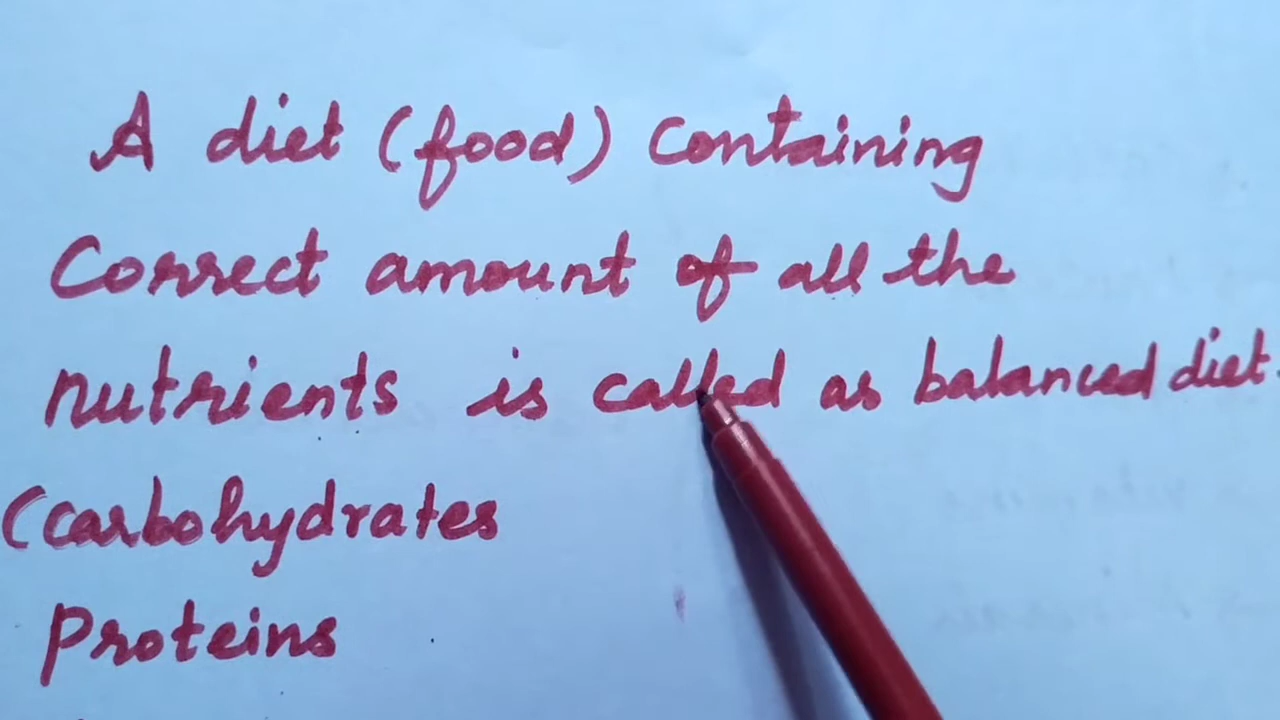 A diet (food) Containing
Correct amount of all the
nutrients is called as balanced diet.
(carbohydrates
Proteins